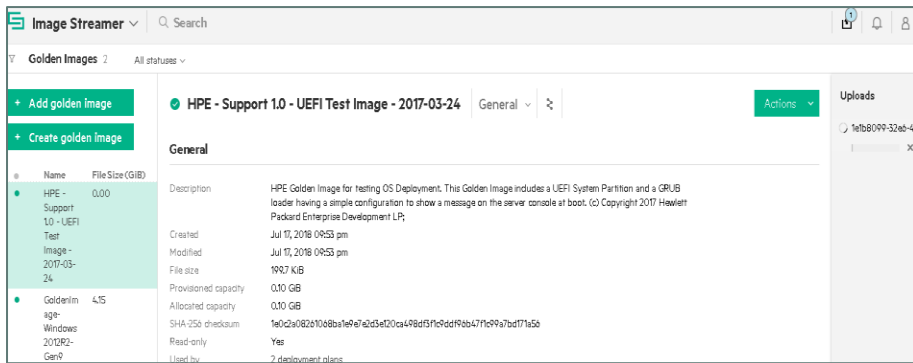 Image Streamer
Search
1
Golden Images 2 All statuses
+ Add golden image
+ Create golden image
Name File Size (GiB)
HPE - 0.00
Support
1.0 - UEFI
Test
Image -
2017-03-
24
Goldenim 4.15
age-
Windows
2012R2-
Gen9
HPE - Support 1.0 - UEFI Test Image - 2017-03-24 General
Actions
General
Description HPE Golden Image for testing OS Deployment. This Golden Image includes a UEFI System Partition and a GRUB
loader having a simple configuration to show a message on the server console at boot. (c) Copyright 2017 Hewlett
Packard Enterprise Development LP;
Created Jul 17, 2018 09:53 pm
Modified Jul 17, 2018 09:53 pm
File size 199.7 KiB
Provisioned capacity 0.10 GiB
Allocated capacity 0.10 GiB
SHA-256 checksum 1e0c2a08261068ba1e9e7e2d3e120ca498df3f1c9ddf96b47f1c99a7bd171a56
Read-only Yes
Used by 2 deployment plans
Uploads
1e1b8099-32e6-4